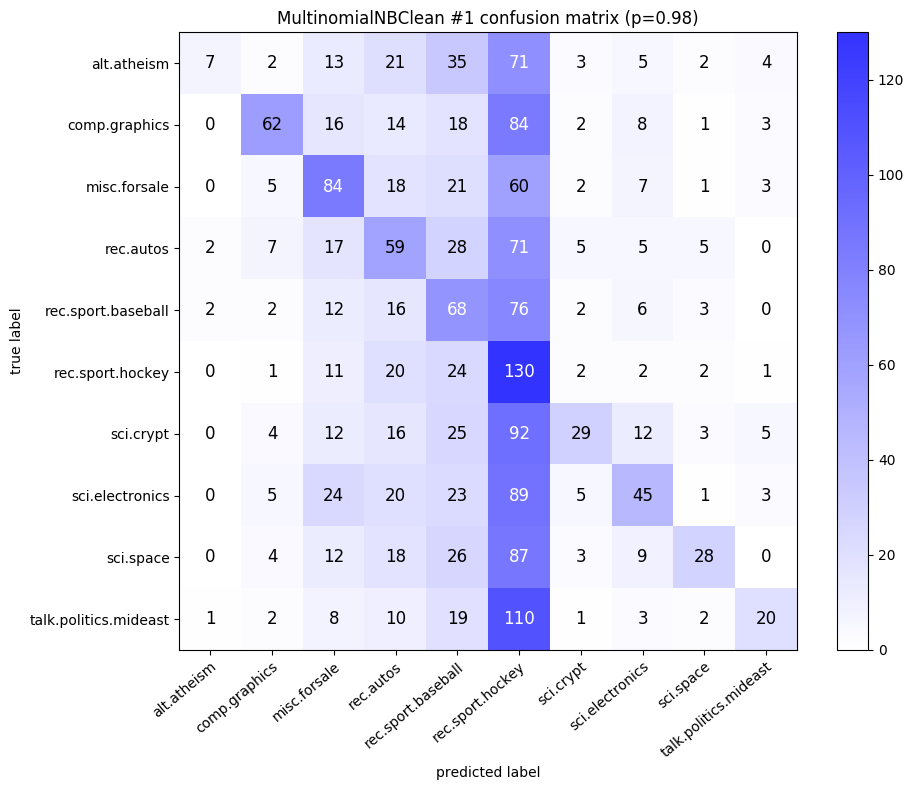 MultinomialNBClean #1 confusion matrix (p=0.98)
true label
alt.atheism 7 2 13 21 35 71 3 5 2 4
comp.graphics 0 62 16 14 18 84 2 8 1 3
misc.forsale 0 5 84 18 21 60 2 7 1 3
rec.autos 2 7 17 59 28 71 5 5 5 0
rec.sport.baseball 2 2 12 16 68 76 2 6 3 0
rec.sport.hockey 0 1 11 20 24 130 2 2 2 1
sci.crypt 0 4 12 16 25 92 29 12 3 5
sci.electronics 0 5 24 20 23 89 5 45 1 3
sci.space 0 4 12 18 26 87 3 9 28 0
talk.politics.mideast 1 2 8 10 19 110 1 3 2 20
alt.atheism
comp.graphics
misc.forsale
rec.autos
rec.sport.baseball
rec.sport.hockey
sci.crypt
sci.electronics
sci.space
talk.politics.mideast
predicted label
120
100
80
60
40
20
0